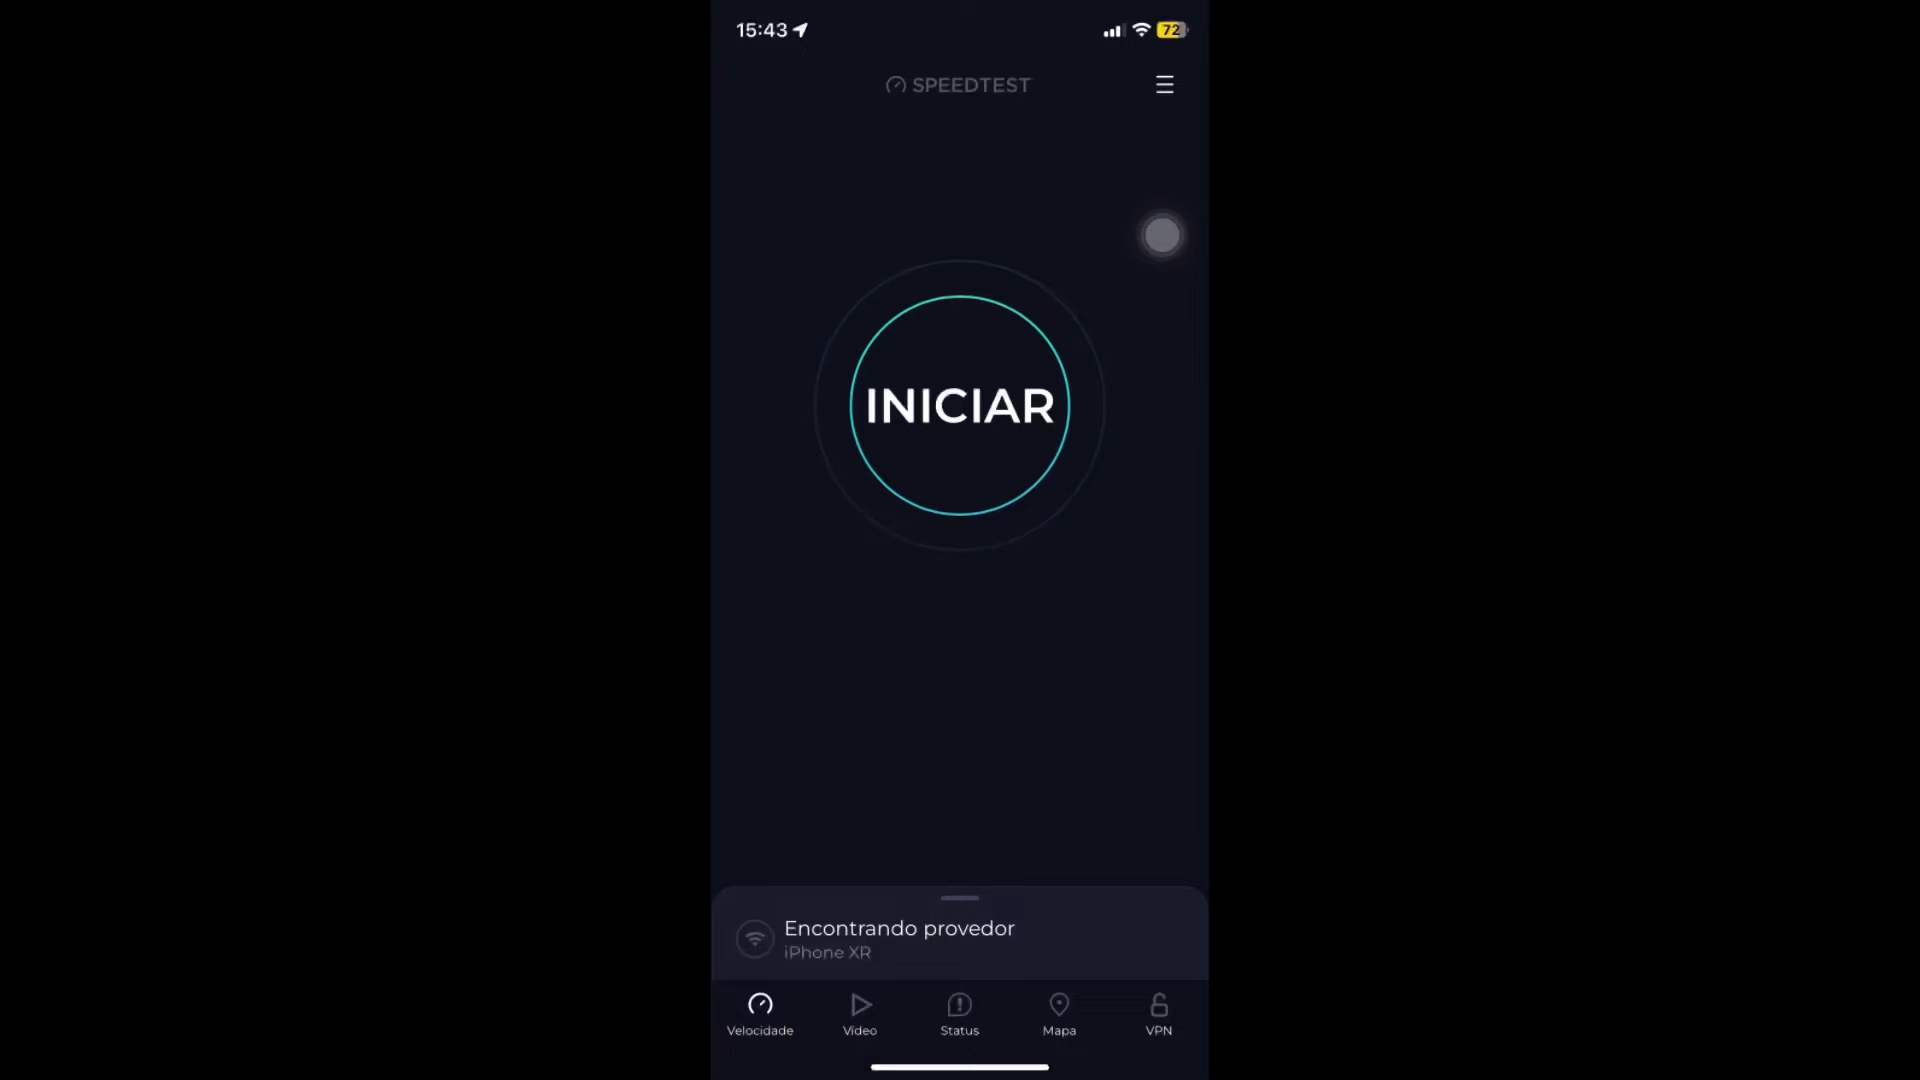 15:43
72
SPEEDTEST
INICIAR
Encontrando provedor
iPhone XR
Velocidade
Vídeo
Status
Mapa
VPN